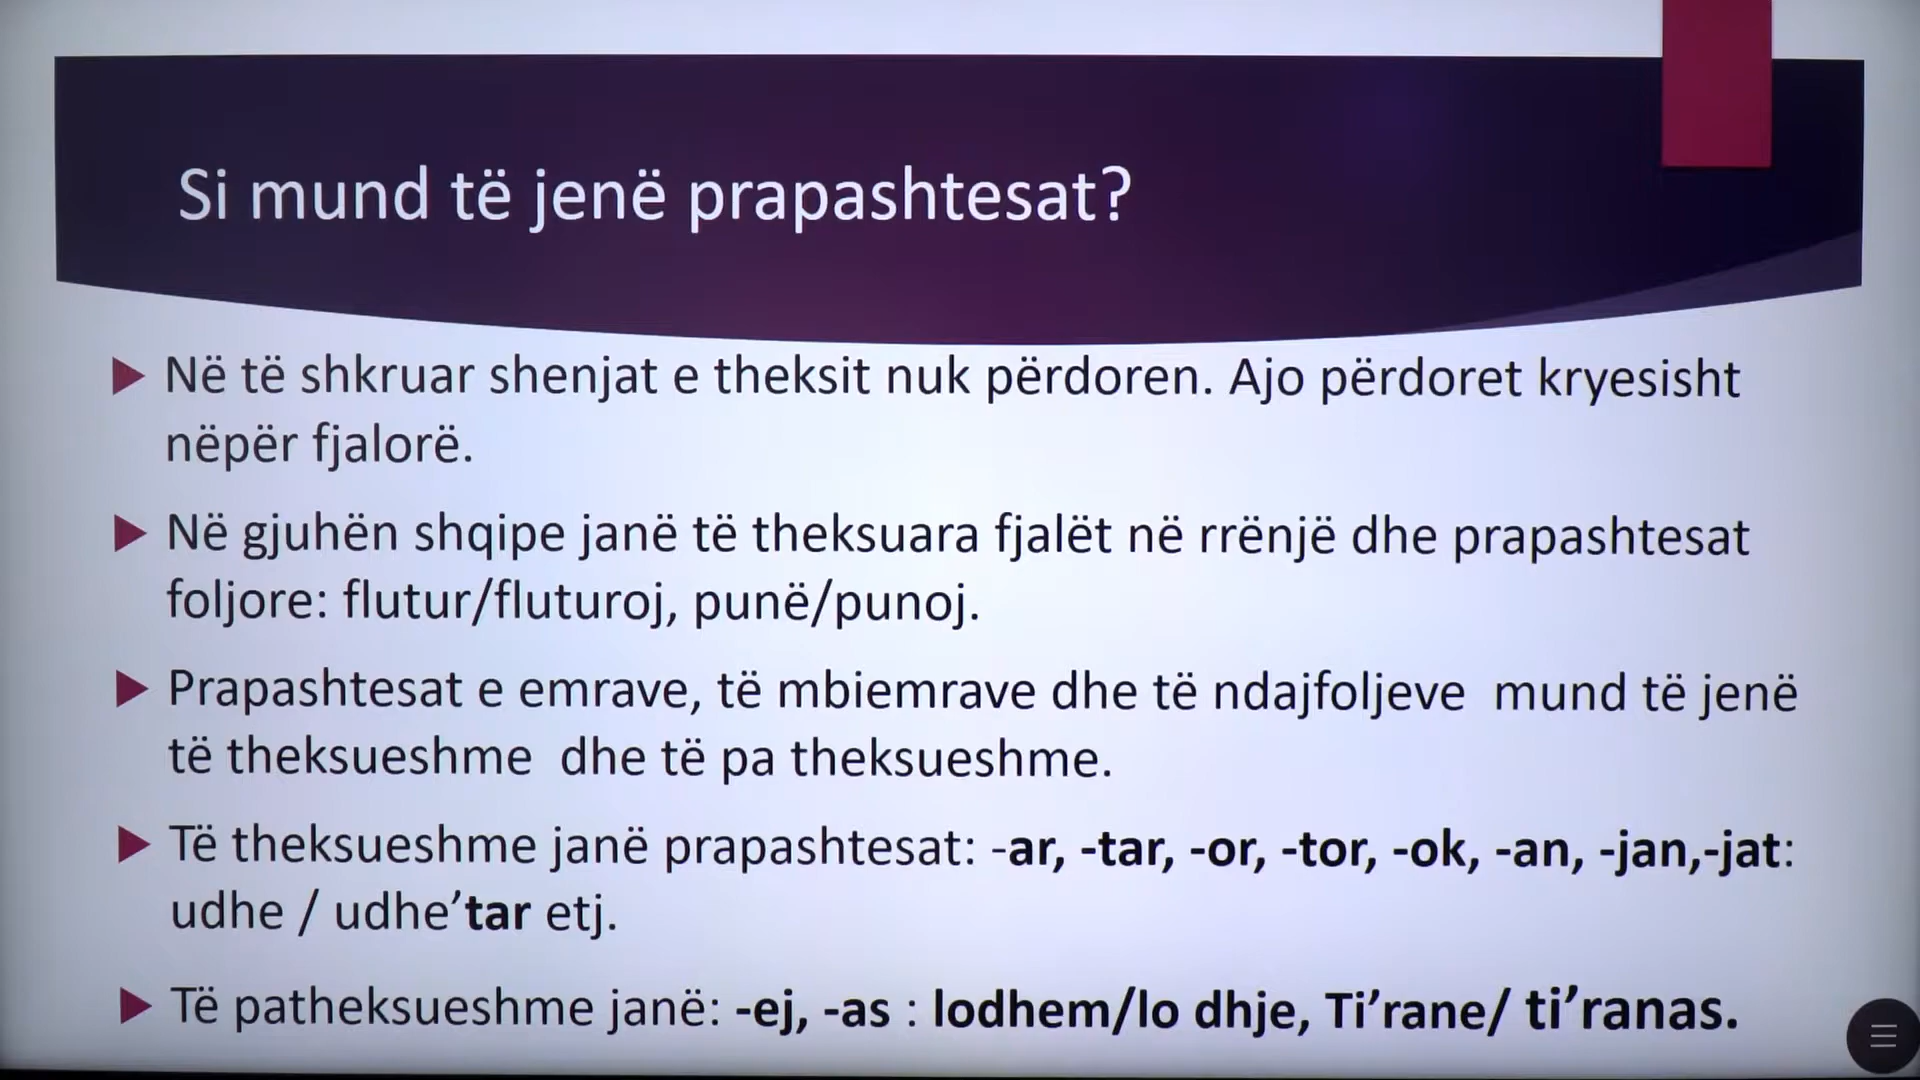 Si mund të jenë prapashtesat?
Në të shkruar shenjat e theksit nuk përdoren. Ajo përdoret kryesisht
nëpër fjalorë.
Në gjuhën shqipe janë të theksuara fjalët në rrënjë dhe prapashtesat
foljore: flutur/fluturoj, punë/punoj.
Prapashtesat e emrave, të mbiemrave dhe të ndajfoljeve mund të jenë
të theksueshme dhe të pa theksueshme.
Të theksueshme janë prapashtesat: -ar, -tar, -or, -tor, -ok, -an, -jan,-jat:
udhe / udhe’tar etj.
Të patheksueshme janë: -ej, -as : lodhem/lo dhje, Ti’rane/ ti’ranas.